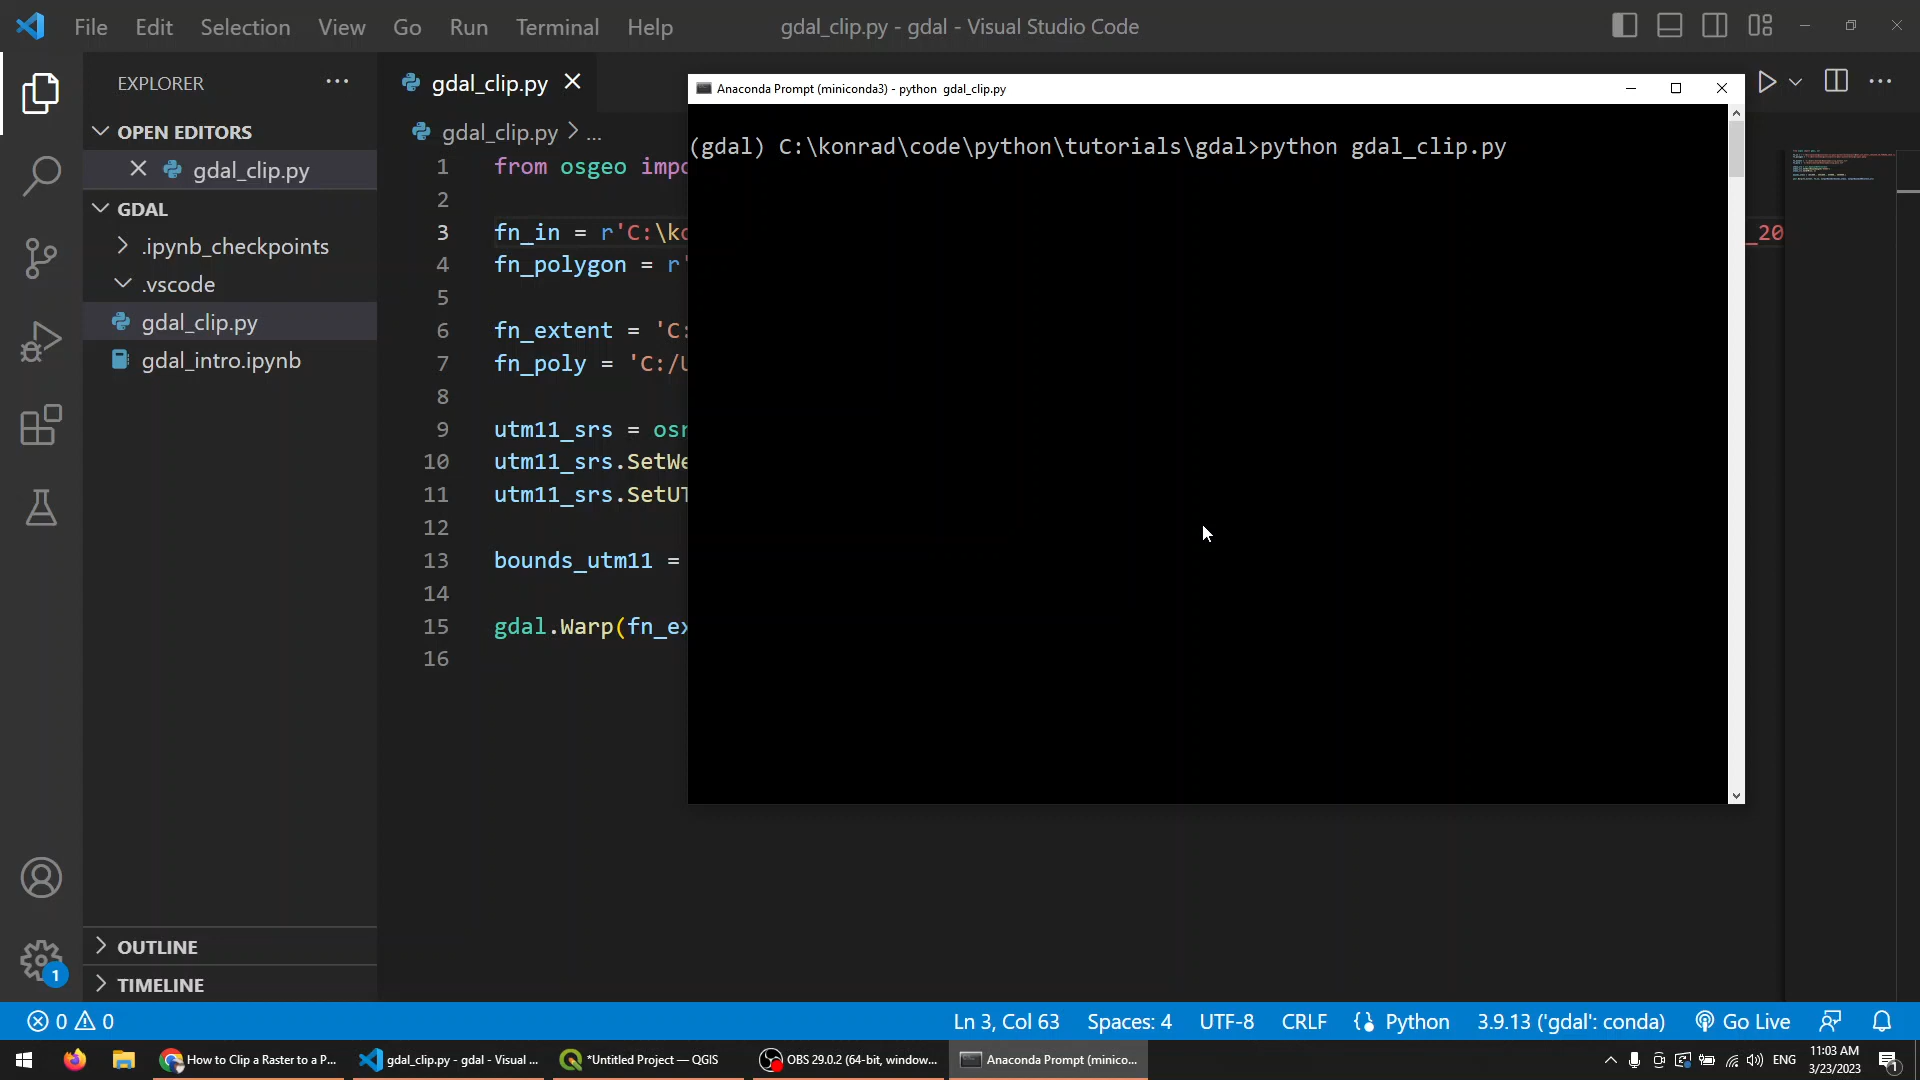 File Edit Selection View Go Run Terminal Help
gdal_clip.py - gdal - Visual Studio Code
EXPLORER
OPEN EDITORS
gdal_clip.py
GDAL
.ipynb_checkpoints
.vscode
gdal_clip.py
gdal_intro.ipynb
OUTLINE
TIMELINE
1
gdal_clip.py
gdal_clip.py > ...
1 from osgeo impo
2
3 fn_in = r'C:\ko
_20
4 fn_polygon = r'
5
6 fn_extent = 'C:
7 fn_poly = 'C:/U
8
9 utm11_srs = osr
10 utm11_srs.SetWe
11 utm11_srs.SetUT
12
13 bounds_utm11 =
14
15 gdal.Warp(fn_ex
16
Anaconda Prompt (miniconda3) - python gdal_clip.py
(gdal) C:\konrad\code\python\tutorials\gdal>python gdal_clip.py
0 0
Ln 3, Col 63 Spaces: 4 UTF-8 CRLF Python 3.9.13 ('gdal': conda) Go Live
How to Clip a Raster to a P...
gdal_clip.py - gdal - Visual ...
*Untitled Project — QGIS
OBS 29.0.2 (64-bit, window...
Anaconda Prompt (minico...
ENG
11:03 AM
3/23/2023
1